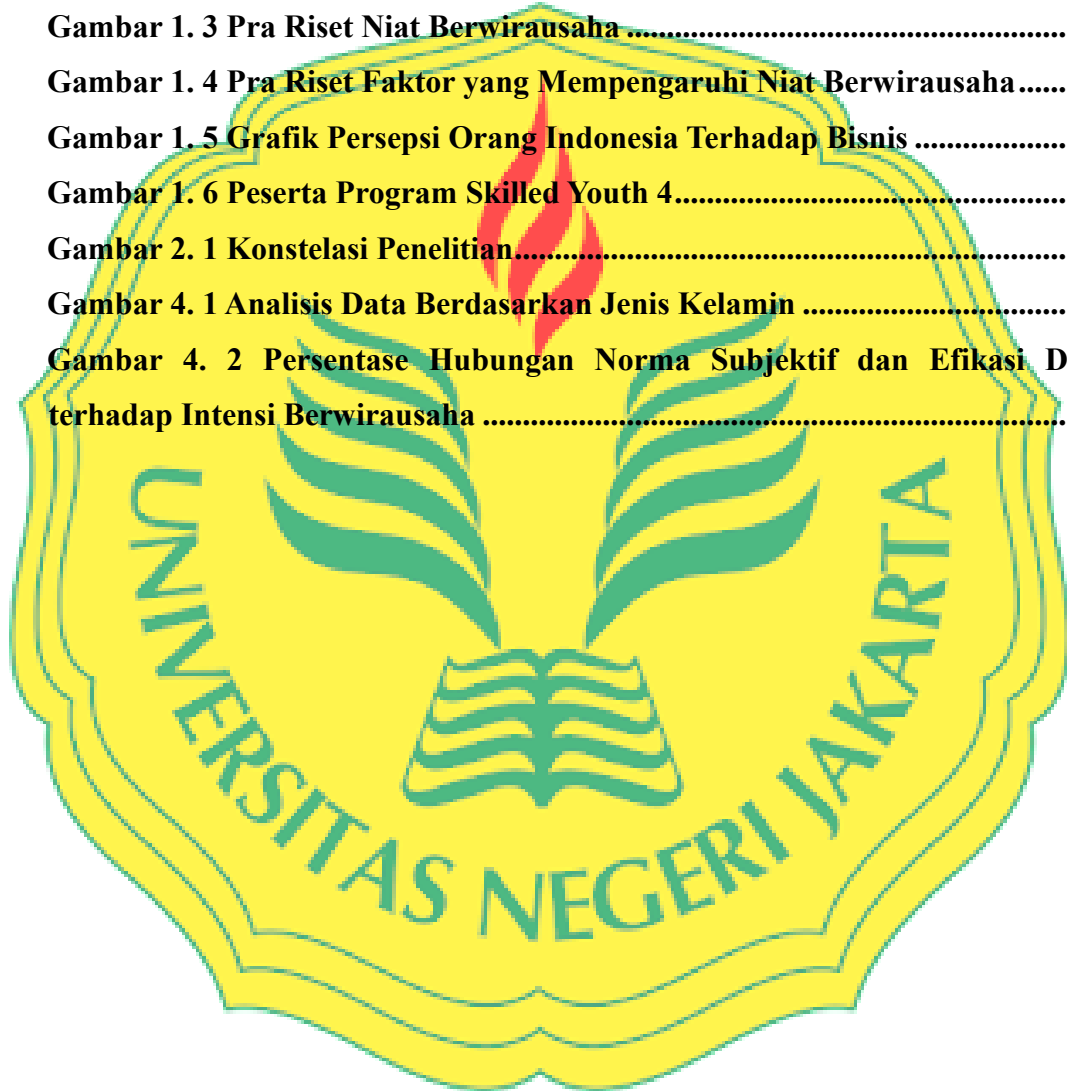 Gambar 1. 3 Pra Riset Niat Berwirausaha .......................................................
Gambar 1. 4 Pra Riset Faktor yang Mempengaruhi Niat Berwirausaha ......
Gambar 1. 5 Grafik Persepsi Orang Indonesia Terhadap Bisnis ...................
Gambar 1. 6 Peserta Program Skilled Youth 4.................................................
Gambar 2. 1 Konstelasi Penelitian.....................................................................
Gambar 4. 1 Analisis Data Berdasarkan Jenis Kelamin .................................
Gambar 4. 2 Persentase Hubungan Norma Subjektif dan Efikasi D
terhadap Intensi Berwirausaha .........................................................................
UNIVERSITAS NEGERI JAKARTA